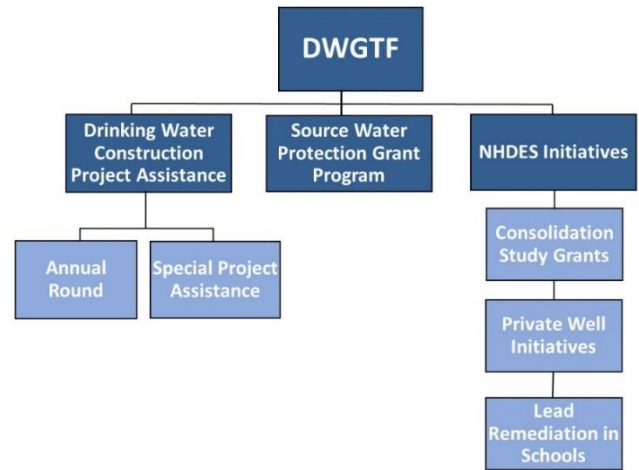 DWGTF
Drinking Water
Construction
Project Assistance
Source Water
Protection Grant
Program
NHDES Initiatives
Annual
Round
Special Project
Assistance
Consolidation
Study Grants
Private Well
Initiatives
Lead
Remediation in
Schools